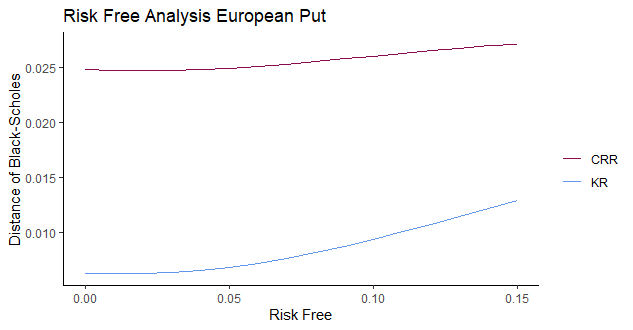 Risk Free Analysis European Put
Distance of Black-Scholes
0.025
0.020
0.015
0.010
0.00 0.05 0.10 0.15
Risk Free
CRR
KR